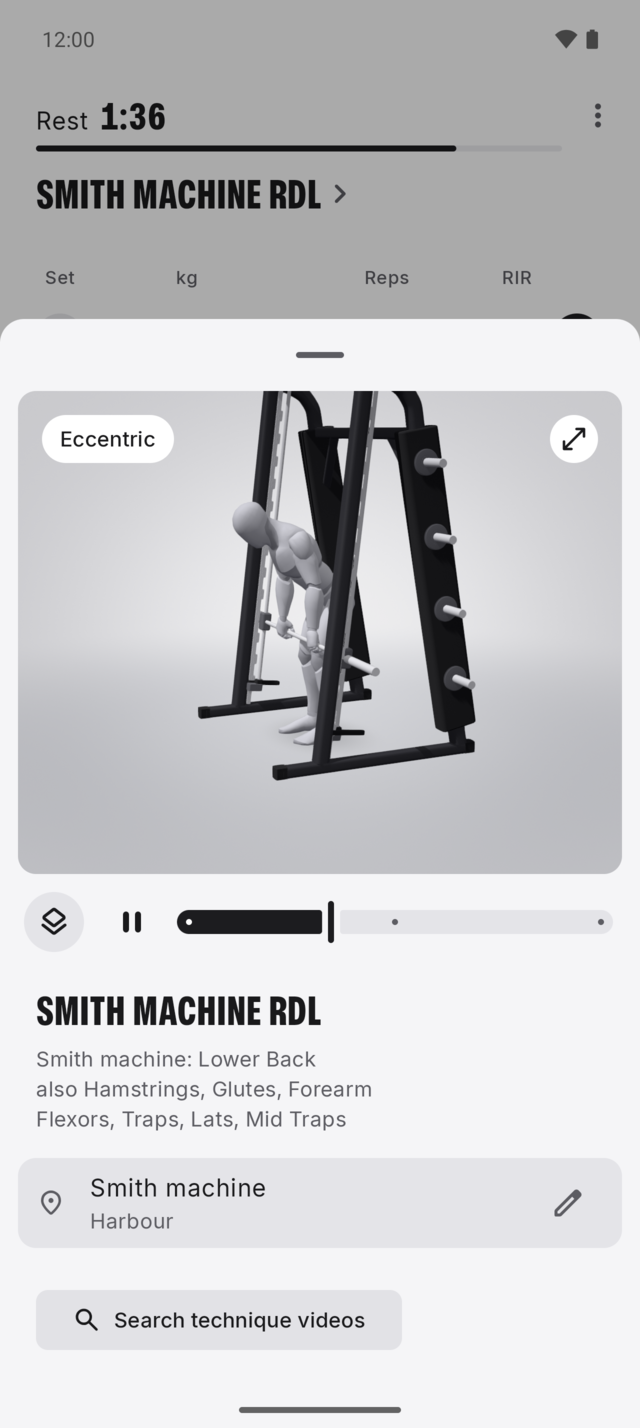 12:00
Rest 1:36
SMITH MACHINE RDL
Set kg Reps RIR
Eccentric
SMITH MACHINE RDL
Smith machine: Lower Back
also Hamstrings, Glutes, Forearm
Flexors, Traps, Lats, Mid Traps
Smith machine
Harbour
Search technique videos